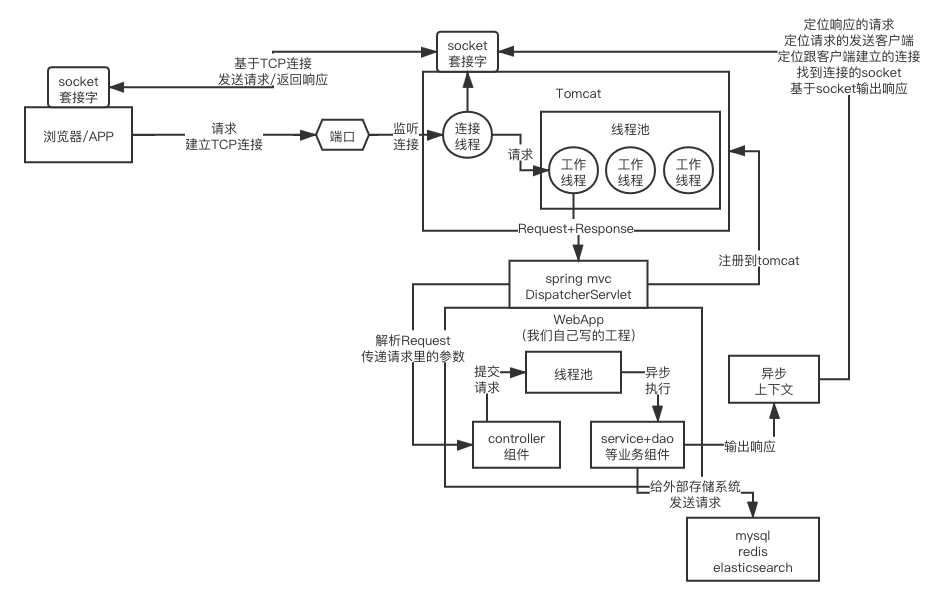 定位响应的请求
定位请求的发送客户端
定位跟客户端建立的连接
找到连接的socket
基于socket输出响应
socket
套接字
基于TCP连接
发送请求/返回响应
socket
套接字
Tomcat
浏览器/APP
请求
建立TCP连接
端口
监听
连接
连接
线程
请求
线程池
工作
线程
工作
线程
工作
线程
Request+Response
注册到tomcat
spring mvc
DispatcherServlet
WebApp
(我们自己写的工程)
解析Request
传递请求里的参数
提交
请求
线程池
异步
执行
异步
上下文
controller
组件
service+dao
等业务组件
输出响应
给外部存储系统
发送请求
mysql
redis
elasticsearch